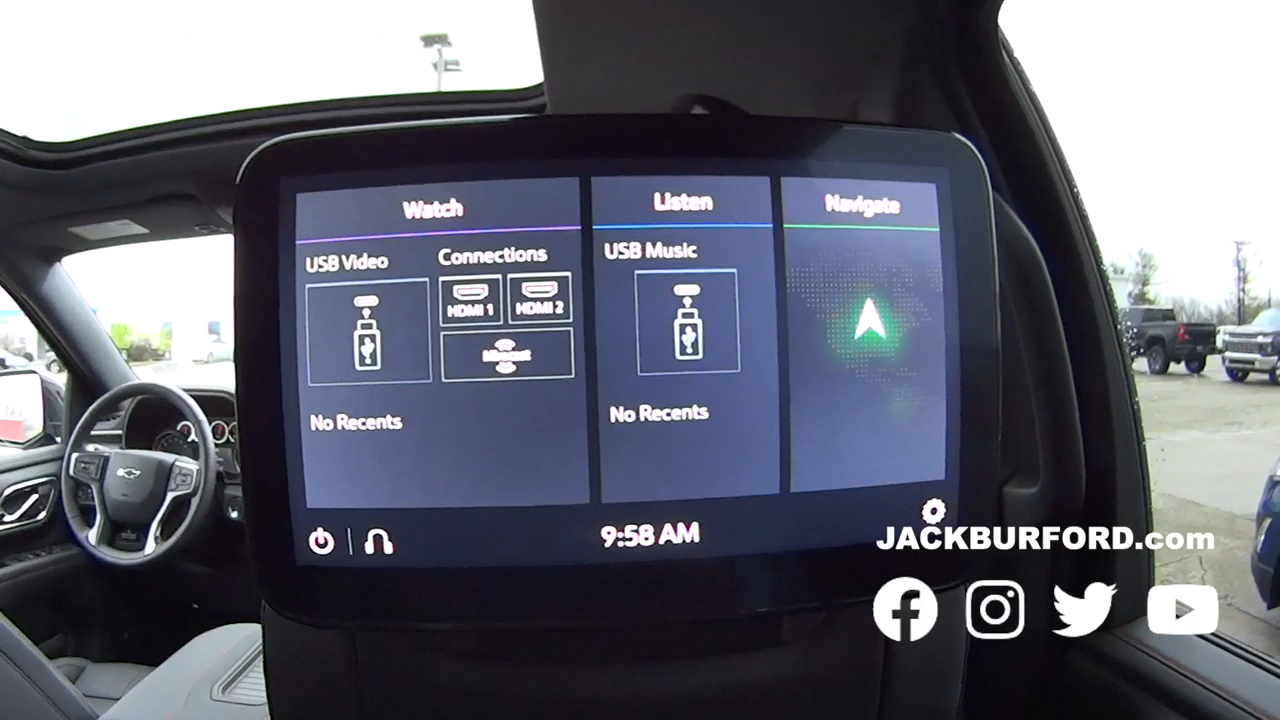 Watch
Listen
Navigate
USB Video
Connections
USB Music
HDMI 1
HDMI 2
Miracast
No Recents
No Recents
9:58 AM
JACKBURFORD.com